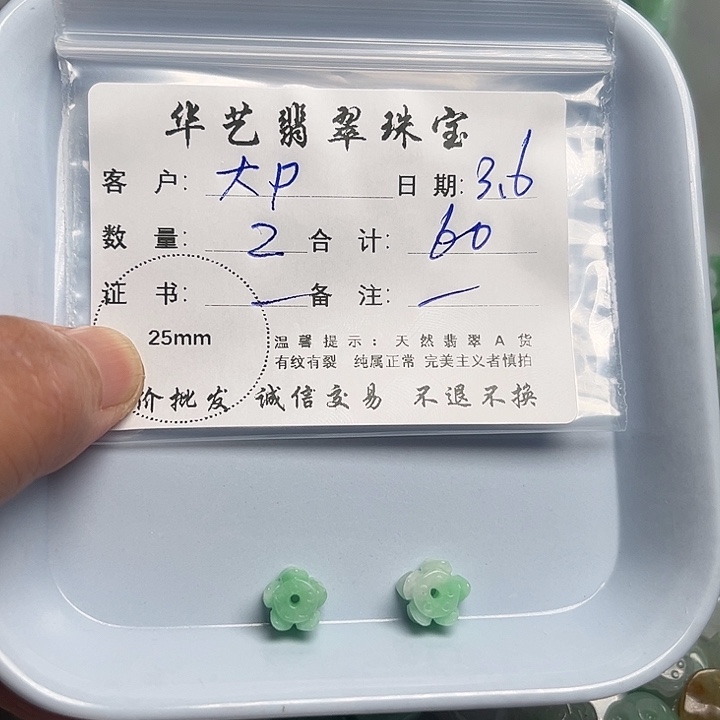 华艺翡翠珠宝
客 户: 大P 日 期: 3.6
数 量: 2 合 计: 60
证 书: — 备 注: —
25mm
温馨提示:天然翡翠A货
有纹有裂 纯属正常 完美主义者慎拍
价批发 诚信交易 不退不换